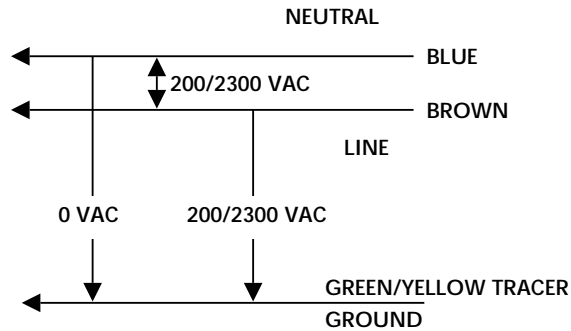 NEUTRAL
BLUE
200/2300 VAC
BROWN
LINE
0 VAC
200/2300 VAC
GREEN/YELLOW TRACER
GROUND